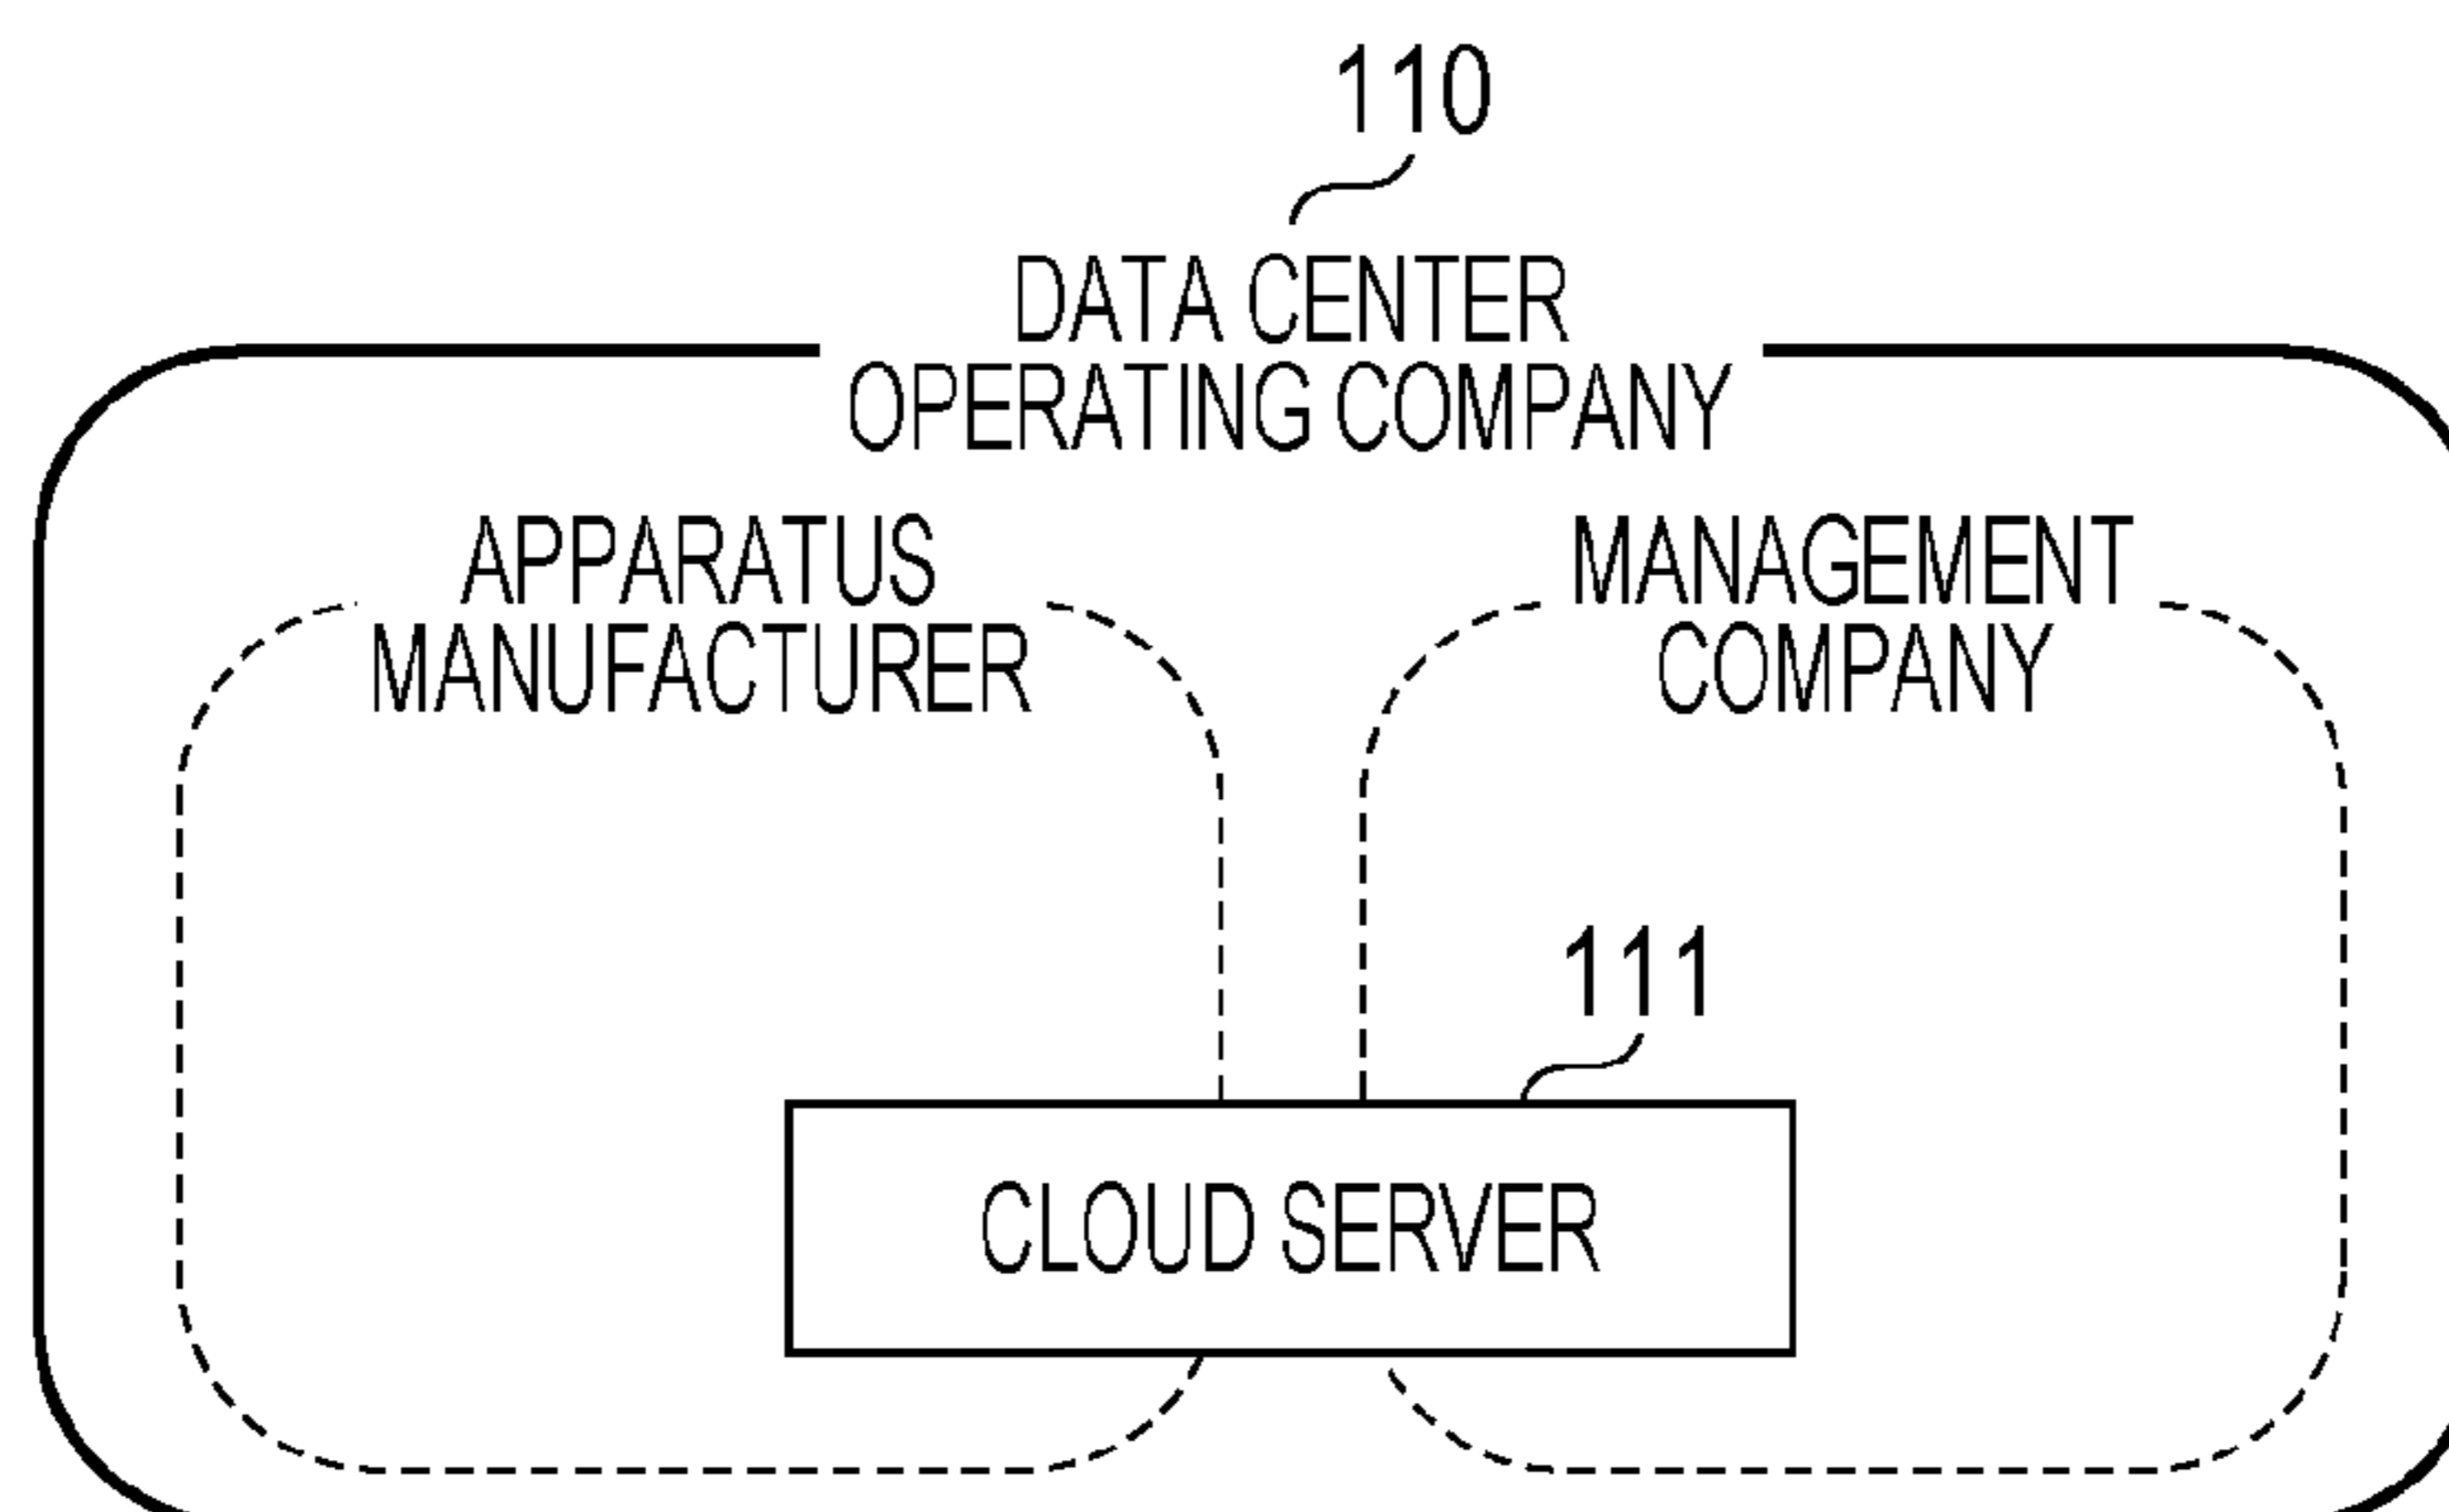 110
DATA CENTER
OPERATING COMPANY
APPARATUS
MANUFACTURER
MANAGEMENT
COMPANY
111
CLOUD SERVER